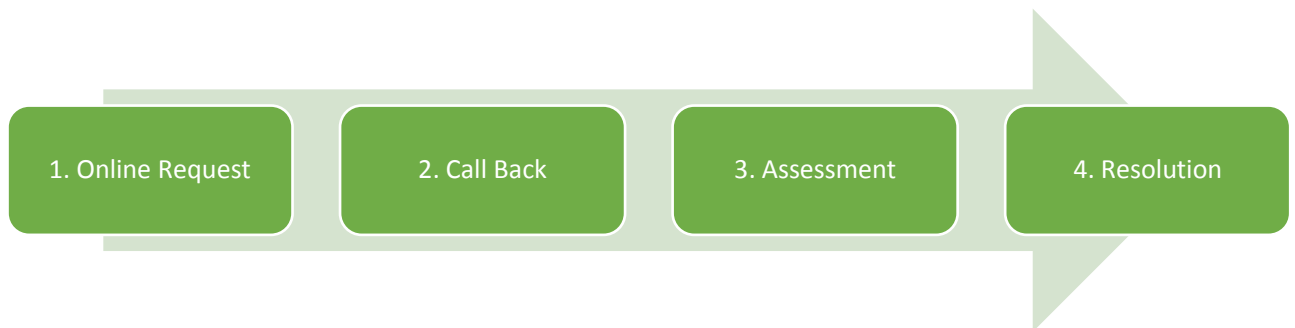 1. Online Request
2. Call Back
3. Assessment
4. Resolution